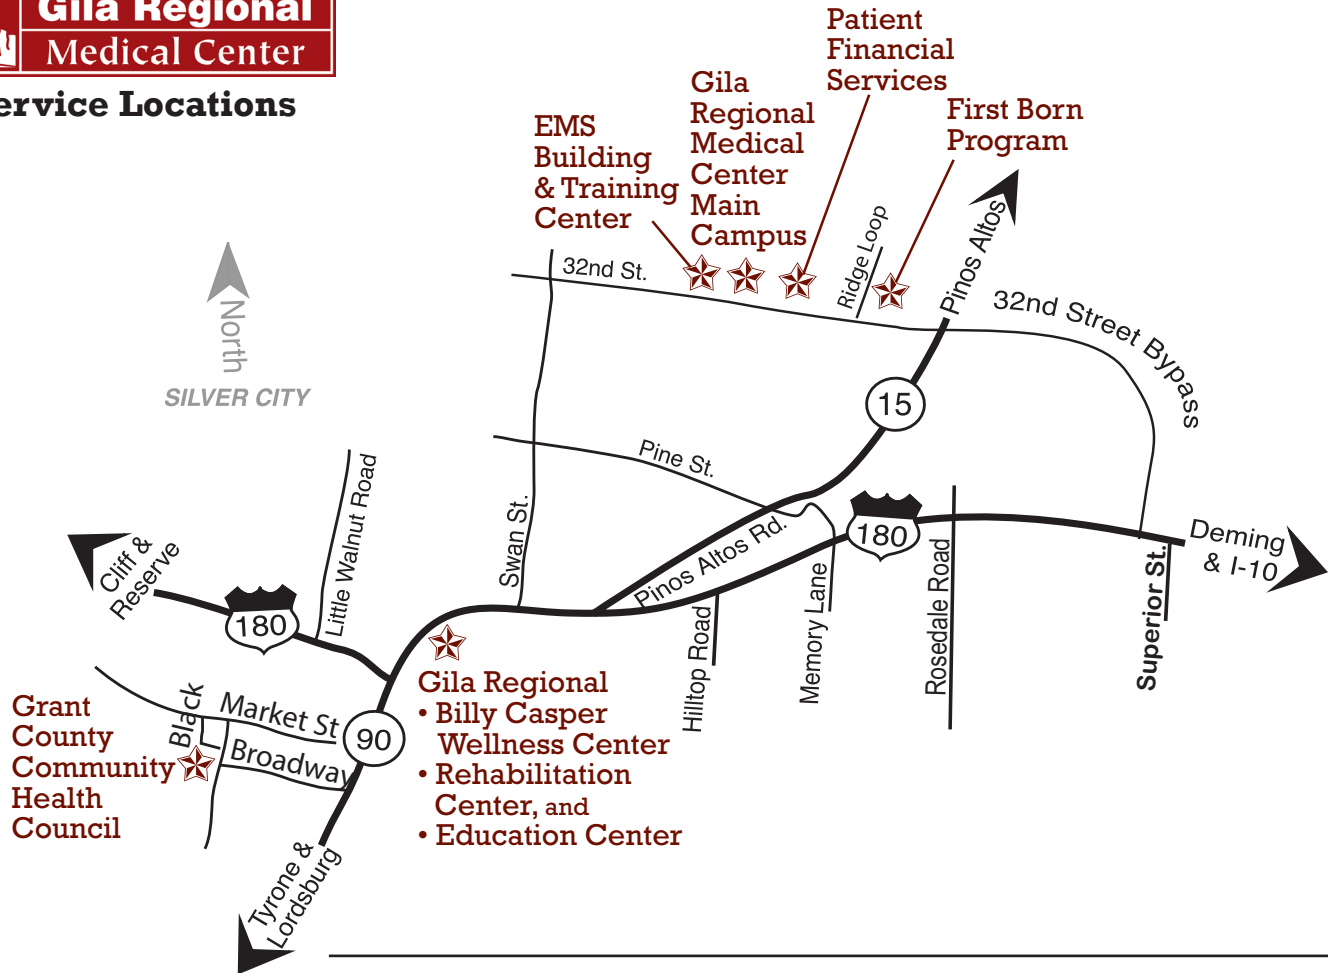 Gila Regional
Medical Center
ervice Locations
Patient
Financial
Services
Gila
Regional
Medical
Center
Main
Campus
First Born
Program
EMS
Building
& Training
Center
Ridge Loop
Pinos Altos
32nd St.
32nd Street Bypass
North
SILVER CITY
15
Pine St.
Little Walnut Road
Swan St.
Pinos Altos Rd.
180
Deming
& I-10
Cliff &
Reserve
180
Hilltop Road
Memory Lane
Rosedale Road
Superior St.
Gila Regional
• Billy Casper
Wellness Center
• Rehabilitation
Center, and
• Education Center
Grant
County
Community
Health
Council
Black
Market St
Broadway
90
Tyrone &
Lordsburg